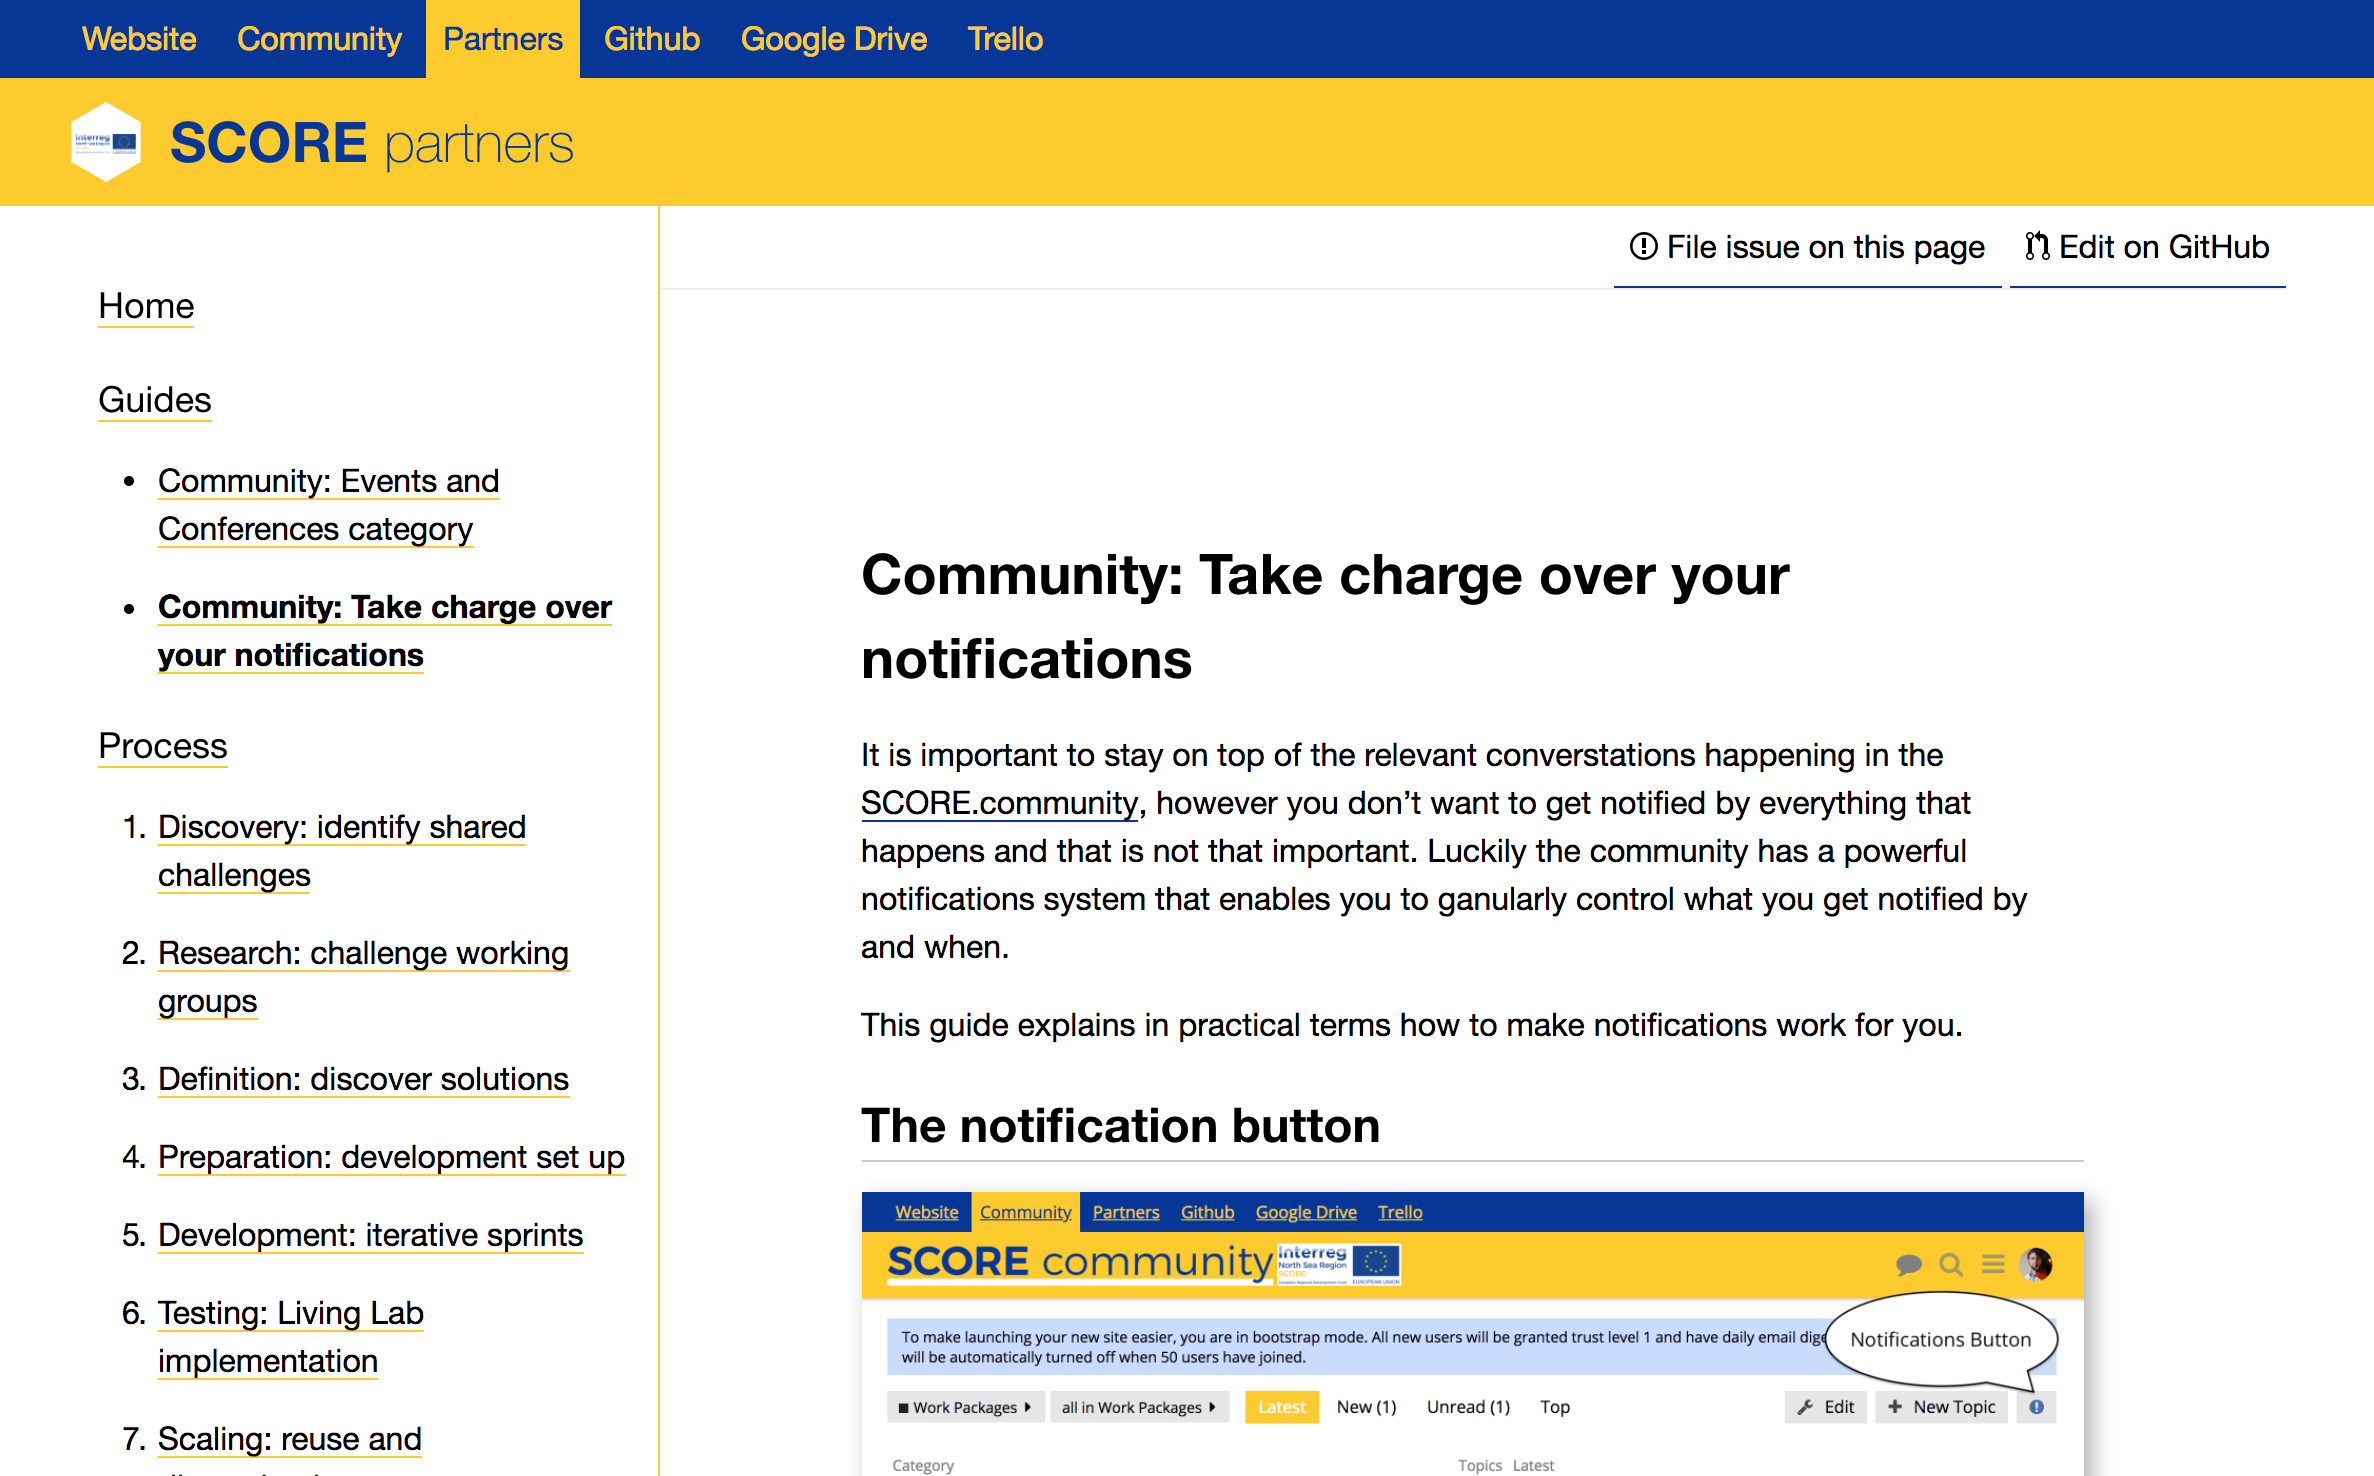 Website Community Partners Github Google Drive Trello
interreg
SCORE partners
File issue on this page Edit on GitHub
Home
Guides
• Community: Events and
Conferences category
• Community: Take charge over
your notifications
Process
1. Discovery: identify shared
challenges
2. Research: challenge working
groups
3. Definition: discover solutions
4. Preparation: development set up
5. Development: iterative sprints
6. Testing: Living Lab
implementation
7. Scaling: reuse and
Community: Take charge over your
notifications
It is important to stay on top of the relevant converstations happening in the
SCORE.community, however you don’t want to get notified by everything that
happens and that is not that important. Luckily the community has a powerful
notifications system that enables you to ganularly control what you get notified by
and when.
This guide explains in practical terms how to make notifications work for you.
The notification button
Website Community Partners Github Google Drive Trello
SCORE community
Interreg
North Sea Region
SCORE
European Regional Development Fund EUROPEAN UNION
To make launching your new site easier, you are in bootstrap mode. All new users will be granted trust level 1 and have daily email dige
will be automatically turned off when 50 users have joined.
Notifications Button
Work Packages all in Work Packages Latest New (1) Unread (1) Top Edit + New Topic
Category Topics Latest